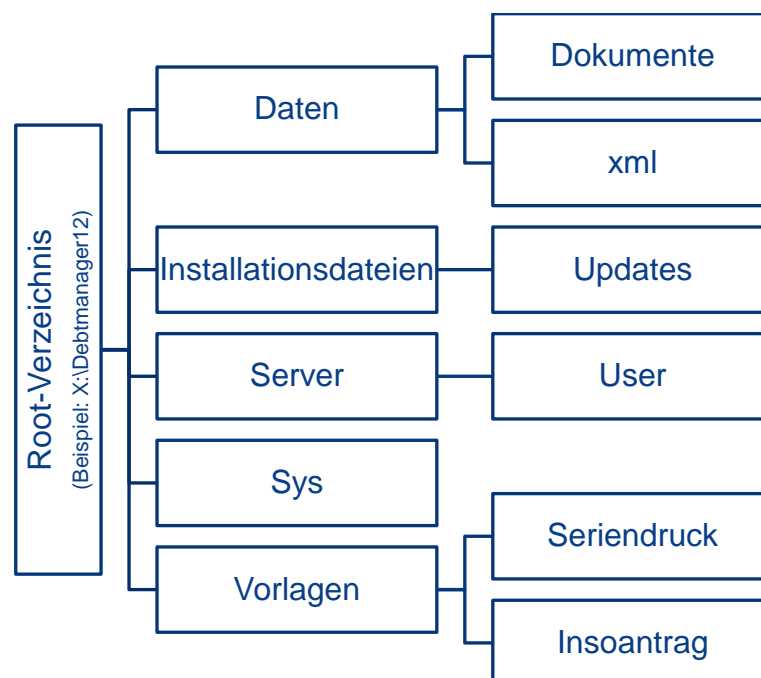 Root-Verzeichnis
(Beispiel: X:\Debtmanager12)
Daten
Dokumente
xml
Installationsdateien
Updates
Server
User
Sys
Vorlagen
Seriendruck
Insoantrag